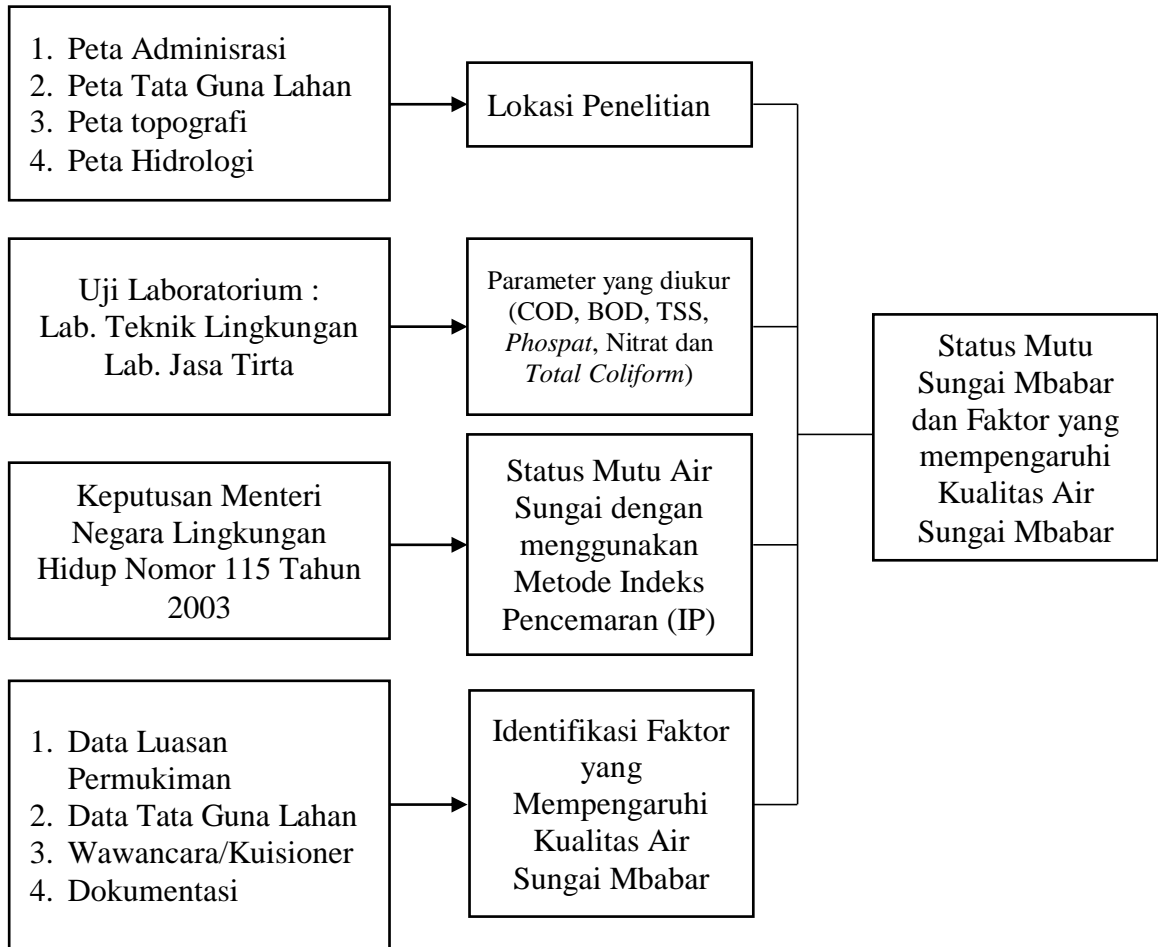 1. Peta Adminisrasi
2. Peta Tata Guna Lahan
3. Peta topografi
4. Peta Hidrologi
Lokasi Penelitian
Uji Laboratorium :
Lab. Teknik Lingkungan
Lab. Jasa Tirta
Parameter yang diukur
(COD, BOD, TSS,
Phospat, Nitrat dan
Total Coliform)
Keputusan Menteri
Negara Lingkungan
Hidup Nomor 115 Tahun
2003
Status Mutu Air
Sungai dengan
menggunakan
Metode Indeks
Pencemaran (IP)
1. Data Luasan
Permukiman
2. Data Tata Guna Lahan
3. Wawancara/Kuisioner
4. Dokumentasi
Identifikasi Faktor
yang
Mempengaruhi
Kualitas Air
Sungai Mbabar
Status Mutu
Sungai Mbabar
dan Faktor yang
mempengaruhi
Kualitas Air
Sungai Mbabar